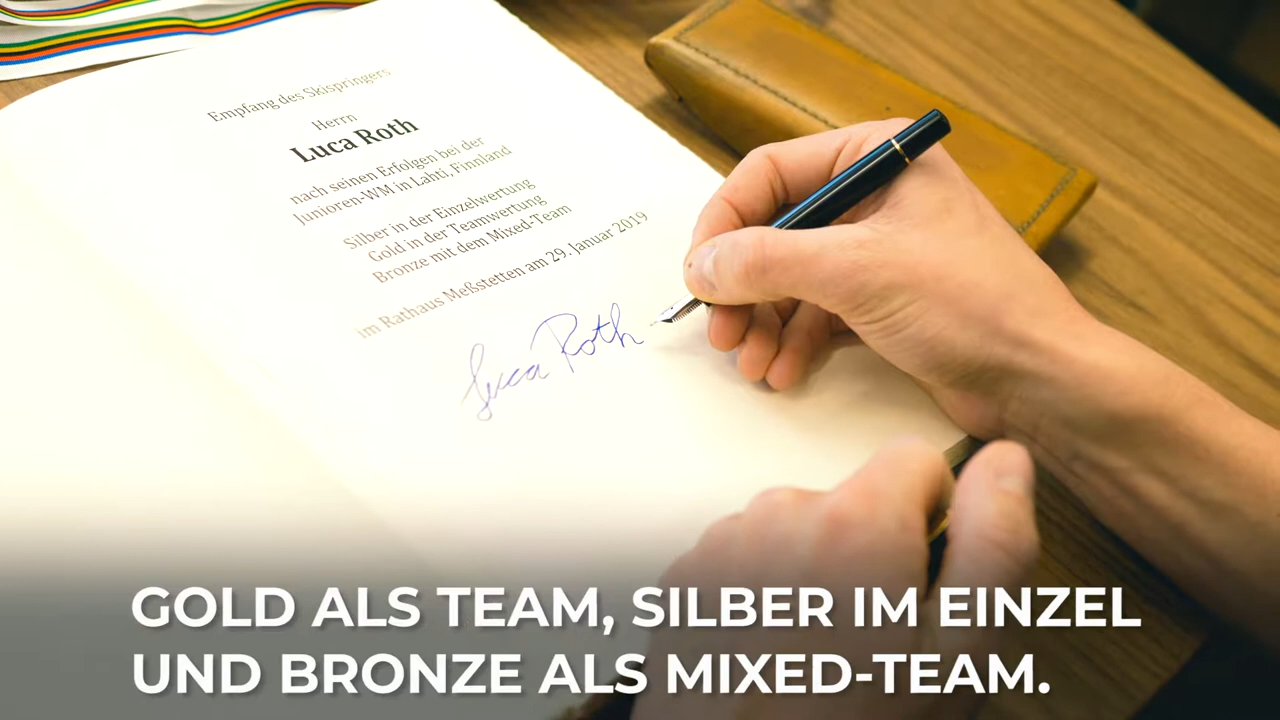 Empfang des Skispringers
Herrn
Luca Roth
nach seinen Erfolgen bei der
Junioren-WM in Lahti, Finnland
Silber in der Einzelwertung
Gold in der Teamwertung
Bronze mit dem Mixed-Team
im Rathaus Meßstetten am 29. Januar 2019
Luca Roth
GOLD ALS TEAM, SILBER IM EINZEL
UND BRONZE ALS MIXED-TEAM.